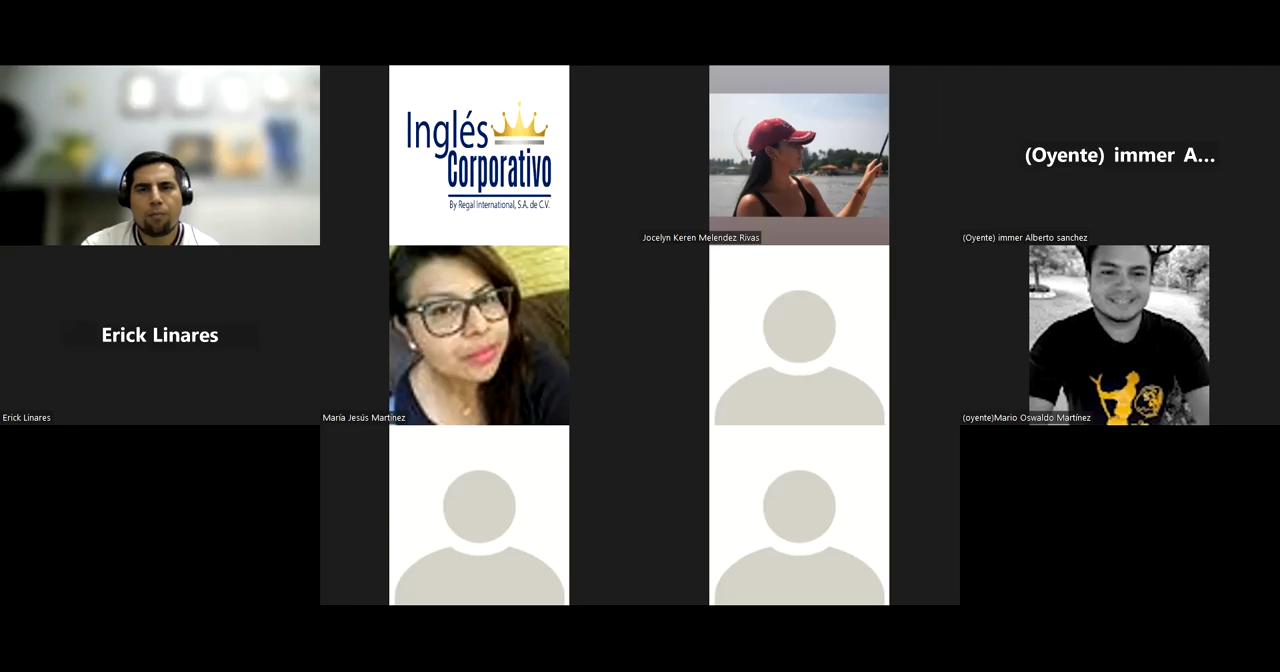 Inglés
Corporativo
By Regal International, S.A. de C.V.
Jocelyn Keren Melendez Rivas
(Oyente) immer A...
(Oyente) immer Alberto sanchez
Erick Linares
Erick Linares
María Jesús Martínez
(oyente)Mario Oswaldo Martínez